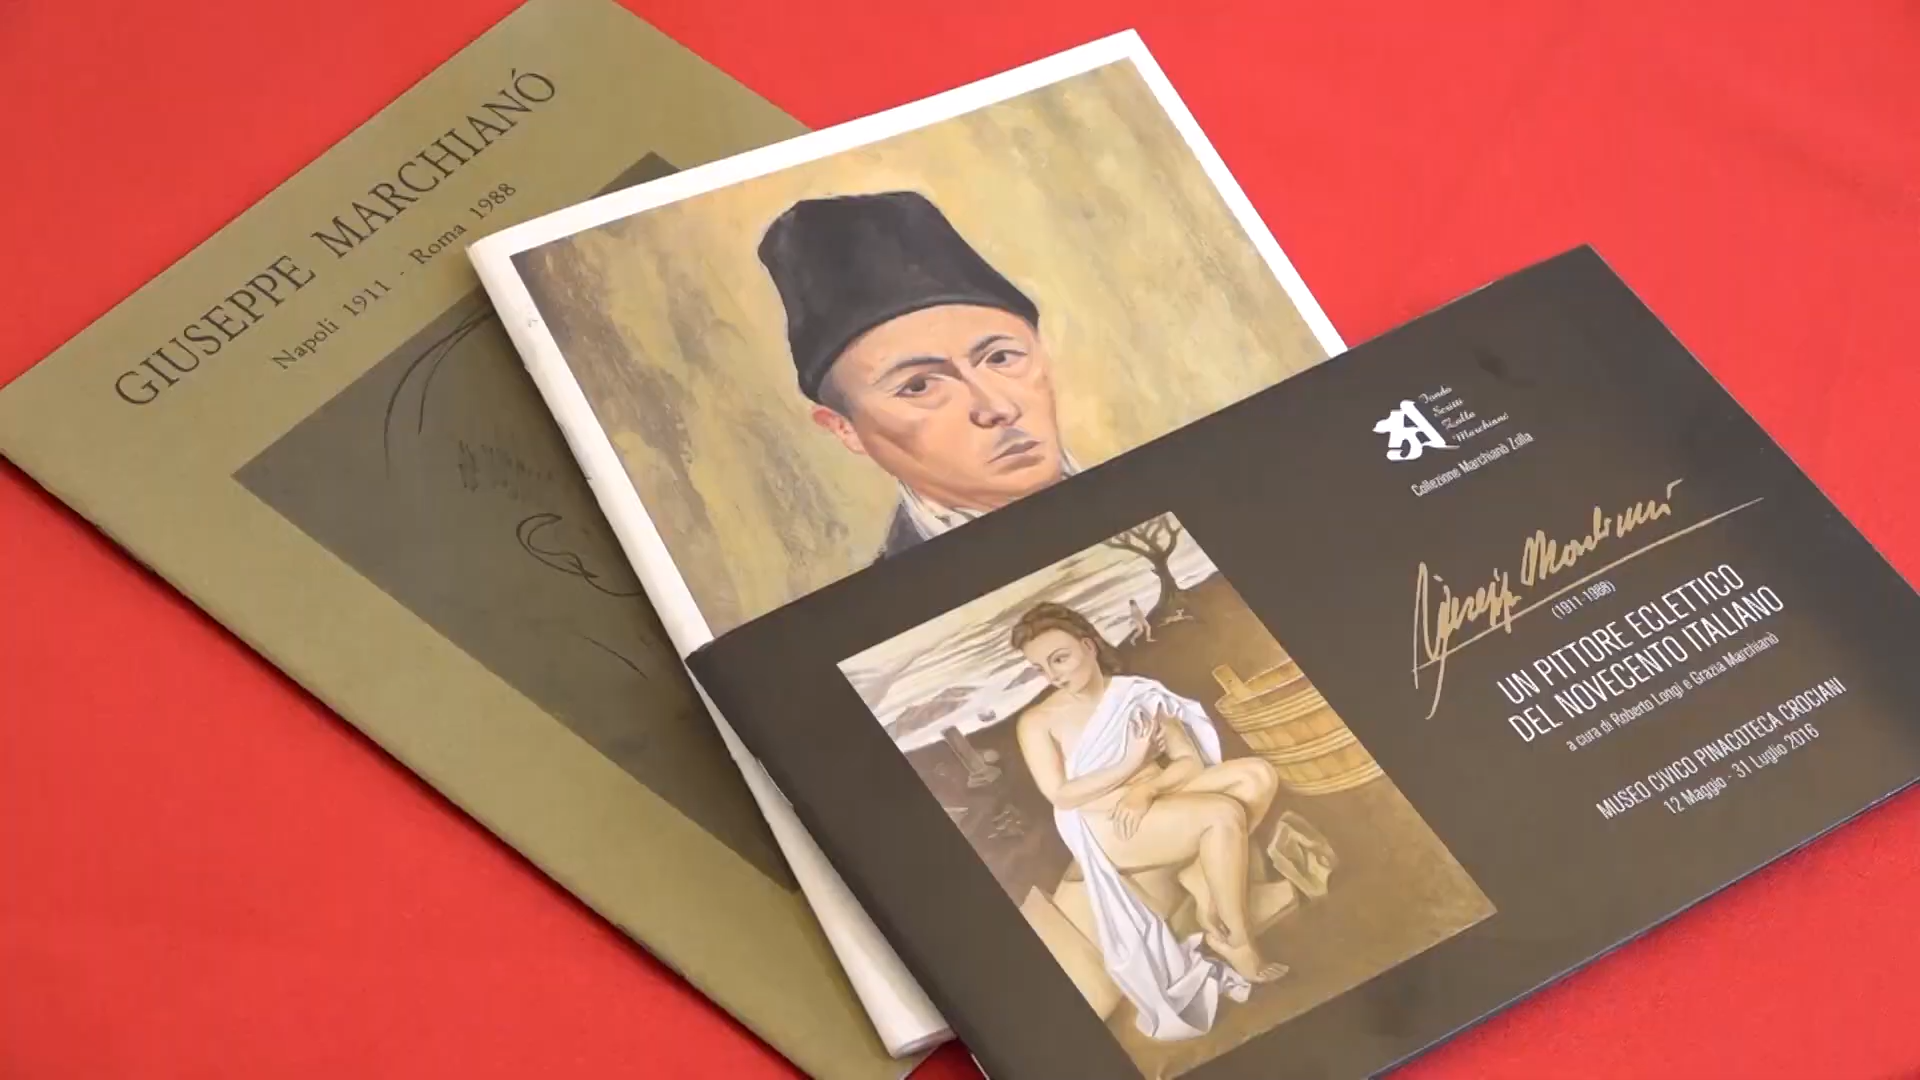 GIUSEPPE MARCHIANÓ
Napoli 1911 - Roma 1988
Fondo
Scritti
Zolla
Marchianò
Collezione Marchianò Zolla
(1911-1988)
UN PITTORE ECLETTICO
DEL NOVECENTO ITALIANO
a cura di Roberto Longi e Grazia Marchianò
MUSEO CIVICO PINACOTECA CROCIANI
12 Maggio - 31 Luglio 2016